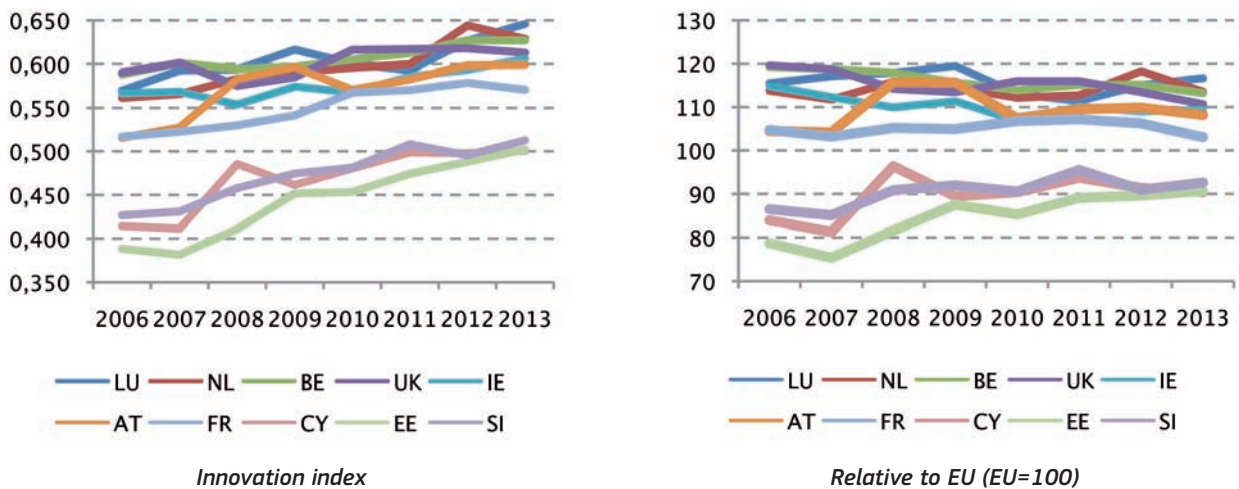 0,650
0,600
0,550
0,500
0,450
0,400
0,350
2006 2007 2008 2009 2010 2011 2012 2013
LU NL BE UK IE
AT FR CY EE SI
Innovation index
130
120
110
100
90
80
70
2006 2007 2008 2009 2010 2011 2012 2013
LU NL BE UK IE
AT FR CY EE SI
Relative to EU (EU=100)